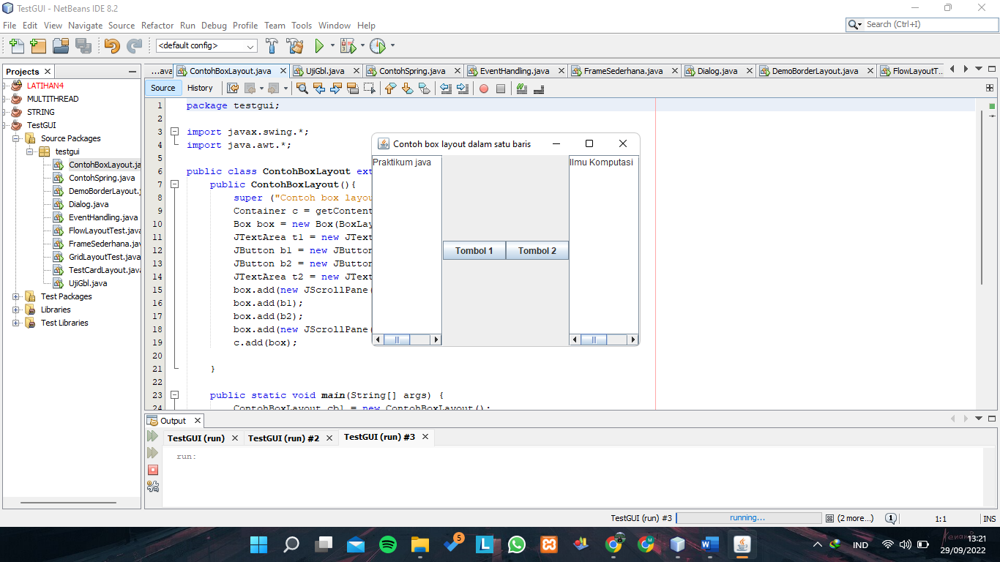 TestGUI - NetBeans IDE 8.2
File Edit View Navigate Source Refactor Run Debug Profile Team Tools Window Help
Search (Ctrl+I)
<default config>
Projects
LATIHAN4
MULTITHREAD
STRING
TestGUI
Source Packages
testgui
ContohBoxLayout.ja
ContohSpring.java
DemoBorderLayout.
Dialog.java
EventHandling.java
FlowLayoutTest.java
FrameSederhana.jav
GridLayoutTest.java
TestCardLayout.java
UjiGbl.java
Test Packages
Libraries
Test Libraries
...ava ContohBoxLayout.java UjiGbl.java ContohSpring.java EventHandling.java FrameSederhana.java Dialog.java DemoBorderLayout.java FlowLayoutT...
Source History
1 package testgui;
2
3 import javax.swing.*;
4 import java.awt.*;
5
6 public class ContohBoxLayout ext
7 public ContohBoxLayout(){
8 super ("Contoh box layou
9 Container c = getContent
10 Box box = new Box(BoxLay
11 JTextArea t1 = new JText
12 JButton b1 = new JButton
13 JButton b2 = new JButton
14 JTextArea t2 = new JText
15 box.add(new JScrollPane(
16 box.add(b1);
17 box.add(b2);
18 box.add(new JScrollPane(
19 c.add(box);
20
21 }
22
23 public static void main(String[] args) {
24 ContohBoxLayout cbl = new ContohBoxLayout();
Contoh box layout dalam satu baris
Praktikum java
Tombol 1 Tombol 2
Ilmu Komputasi
Output
TestGUI (run) TestGUI (run) #2 TestGUI (run) #3
run:
TestGUI (run) #3 running... (2 more...) 1 1:1 INS
5
IND
13:21
29/09/2022